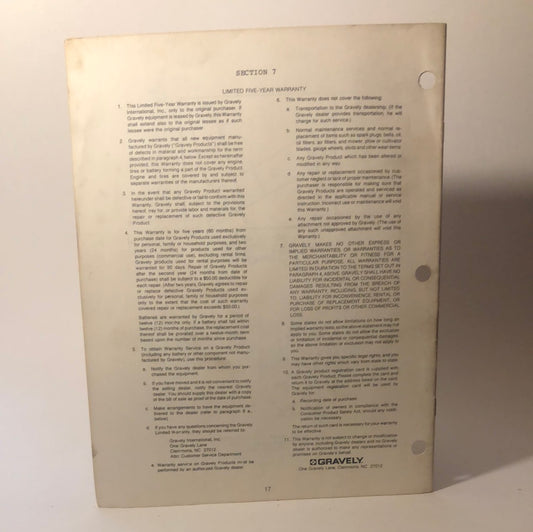 SECTION 7
LIMITED FIVE-YEAR WARRANTY
1. This Limited Five-Year Warranty is issued by Gravely
International, Inc., only to the original purchaser. If
Gravely equipment is leased by Gravely, this Warranty
shall extend also to the original lessee as if such
lessee were the original purchaser.
2. Gravely warrants that all new equipment manu-
factured by Gravely ("Gravely Products") shall be free
of defects in material and workmanship for the term
described in paragraph 4, below. Except as hereinafter
provided, this Warranty does not cover any engine,
tires or battery forming a part of the Gravely Product.
Engine and tires are covered by and subject to
separate warranties of the manufacturer thereof.
3. In the event that any Gravely Product warranted
hereunder shall be defective or fail to conform with this
Warranty, Gravely shall, subject to the provisions
hereof, pay for, or provide labor and materials for, the
repair or replacement of such defective Gravely
Product.
4. This Warranty is for five years (60 months) from
purchase for Gravely Products used exclusively
for personal, family or household purposes, and two
years (24 months) for products used for other
purposes (commercial use), excluding rental firms.
Gravely products used for rental purposes will be
warranted for 90 days. Repair of Gravely Products
after the second year (24 months from date of
purchase) shall be subject to a $50.00 deductible for
each repair. (After two years, Gravely agrees to repair
or replace defective Gravely Products used ex-
clusively for personal, family or household purposes
only to the extent that the cost of such warranty
covered repair or replacement exceeds $50.00.)
Batteries are warranted by Gravely for a period of
twelve (12) months only. If a battery shall fail within
twelve (12) months of purchase, the replacement cost
thereof shall be prorated over a twelve month term
based upon the number of months since purchase.
5. To obtain Warranty Service on a Gravely Product
(including any battery or other component not manu-
factured by Gravely), use this procedure:
a. Notify the Gravely dealer from whom you pur-
chased the equipment.
b. If you have moved and it is not convenient to notify
the selling dealer, notify the nearest Gravely
dealer. You should supply this dealer with a copy
of the bill of sale as proof of the date of purchase.
c. Make arrangements to have the equipment de-
livered to the dealer (refer to paragraph 6 a.,
below).
d. If you have any questions concerning the Gravely
Limited Warranty, they should be referred to:
Gravely International, Inc.
One Gravely Lane
Clemmons, NC 27012
Attn: Customer Service Department
e. Warranty service on Gravely Products must be
performed by an authorized Gravely dealer.
6. This Warranty does not cover the following:
a. Transportation to the Gravely dealership. (If the
Gravely dealer provides transportation, he will
charge for such service.)
b. Normal maintenance services and normal re-
placement of items such as spark plugs, belts, oil,
oil filters, air filters, and mower, plow or cultivator
blades, gauge wheels, skids and other wear items.
c. Any Gravely Product which has been altered or
modified in any way.
d. Any repair or replacement occasioned by cus-
tomer neglect or lack of proper maintenance. (The
purchaser is responsible for making sure that
Gravely Products are operated and serviced as
directed in the applicable manual or service
instruction. Incorrect use or maintenance will void
this Warranty.)
e. Any repair occasioned by the use of any
attachment not approved by Gravely. (The use of
any such unapproved attachment will void this
Warranty.)
7. GRAVELY MAKES NO OTHER EXPRESS OR
IMPLIED WARRANTIES, OR WARRANTIES AS TO
THE MERCHANTABILITY OR FITNESS FOR A
PARTICULAR PURPOSE. ALL WARRANTIES ARE
LIMITED IN DURATION TO THE TERMS SET OUT IN
PARAGRAPH 4, ABOVE. GRAVELY SHALL HAVE NO
LIABILITY FOR INCIDENTAL OR CONSEQUENTIAL
DAMAGES RESULTING FROM THE BREACH OF
ANY WARRANTY, INCLUDING, BUT NOT LIMITED
TO, LIABILITY FOR INCONVENIENCE, RENTAL OR
PURCHASE OF REPLACEMENT EQUIPMENT, OR
FOR LOSS OF PROFITS OR OTHER COMMERCIAL
LOSS.
8. Some states do not allow limitations on how long an
implied warranty lasts, so the above statement may not
apply to you. Some states do not allow the exclusion
or limitation of incidental or consequential damages,
so the above limitation or exclusion may not apply to
you.
9. This Warranty gives you specific legal rights, and you
may have other rights which vary from state to state.
10. A Gravely product registration card is supplied with
each Gravely Product. Please complete the card and
return it to Gravely at the address listed on the card.
The equipment registration card will be used by
Gravely for:
a. Recording date of purchase.
b. Notification of owners in compliance with the
Consumer Product Safety Act, should any notifi-
cation be necessary.
The return of such card is not necessary for your warranty
to be effective.
11. This Warranty is not subject to change or modification
by anyone, including Gravely dealers and no Gravely
dealer is authorized to make any representations or
promises on Gravely's behalf.
GRAVELY
One Gravely Lane, Clemmons, NC 27012
17